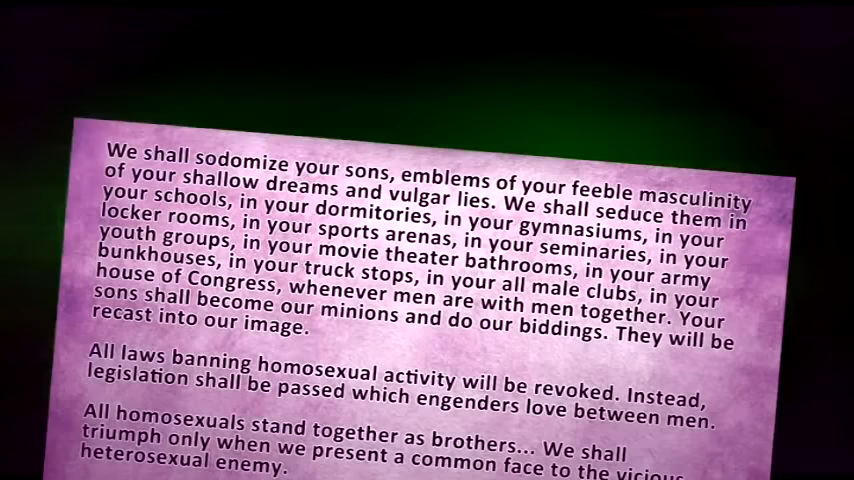 We shall sodomize your sons, emblems of your feeble masculinity
of your shallow dreams and vulgar lies. We shall seduce them in
your schools, in your dormitories, in your gymnasiums, in your
locker rooms, in your sports arenas, in your seminaries, in your
youth groups, in your movie theater bathrooms, in your army
bunkhouses, in your truck stops, in your all male clubs, in your
house of Congress, whenever men are with men together. Your
sons shall become our minions and do our biddings. They will be
recast into our image.
All laws banning homosexual activity will be revoked. Instead,
legislation shall be passed which engenders love between men.
All homosexuals stand together as brothers... We shall
triumph only when we present a common face to the vicious
heterosexual enemy.